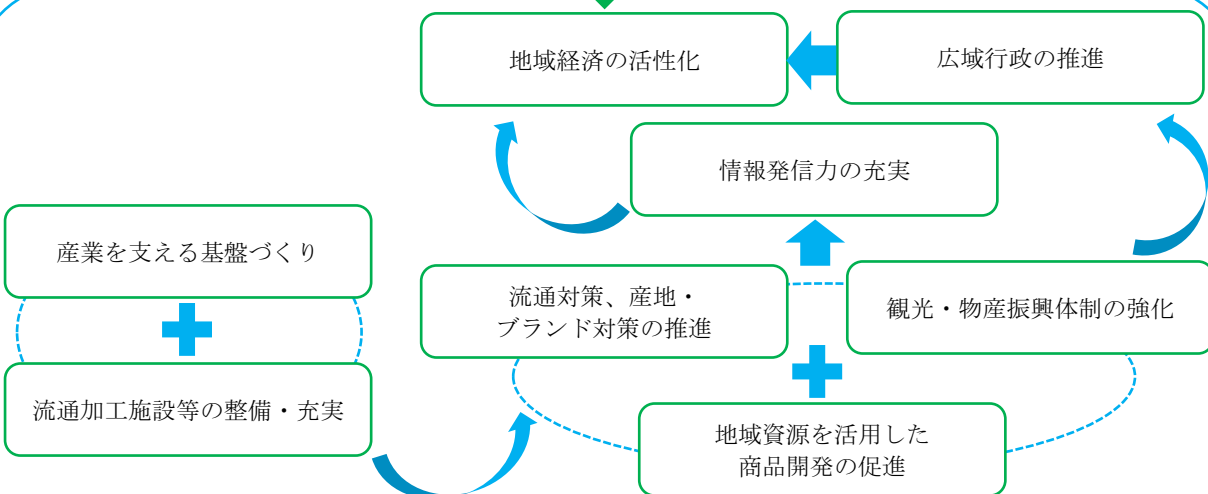 地域経済の活性化
広域行政の推進
情報発信力の充実
産業を支える基盤づくり
流通対策、産地・
ブランド対策の推進
観光・物産振興体制の強化
流通加工施設等の整備・充実
地域資源を活用した
商品開発の促進